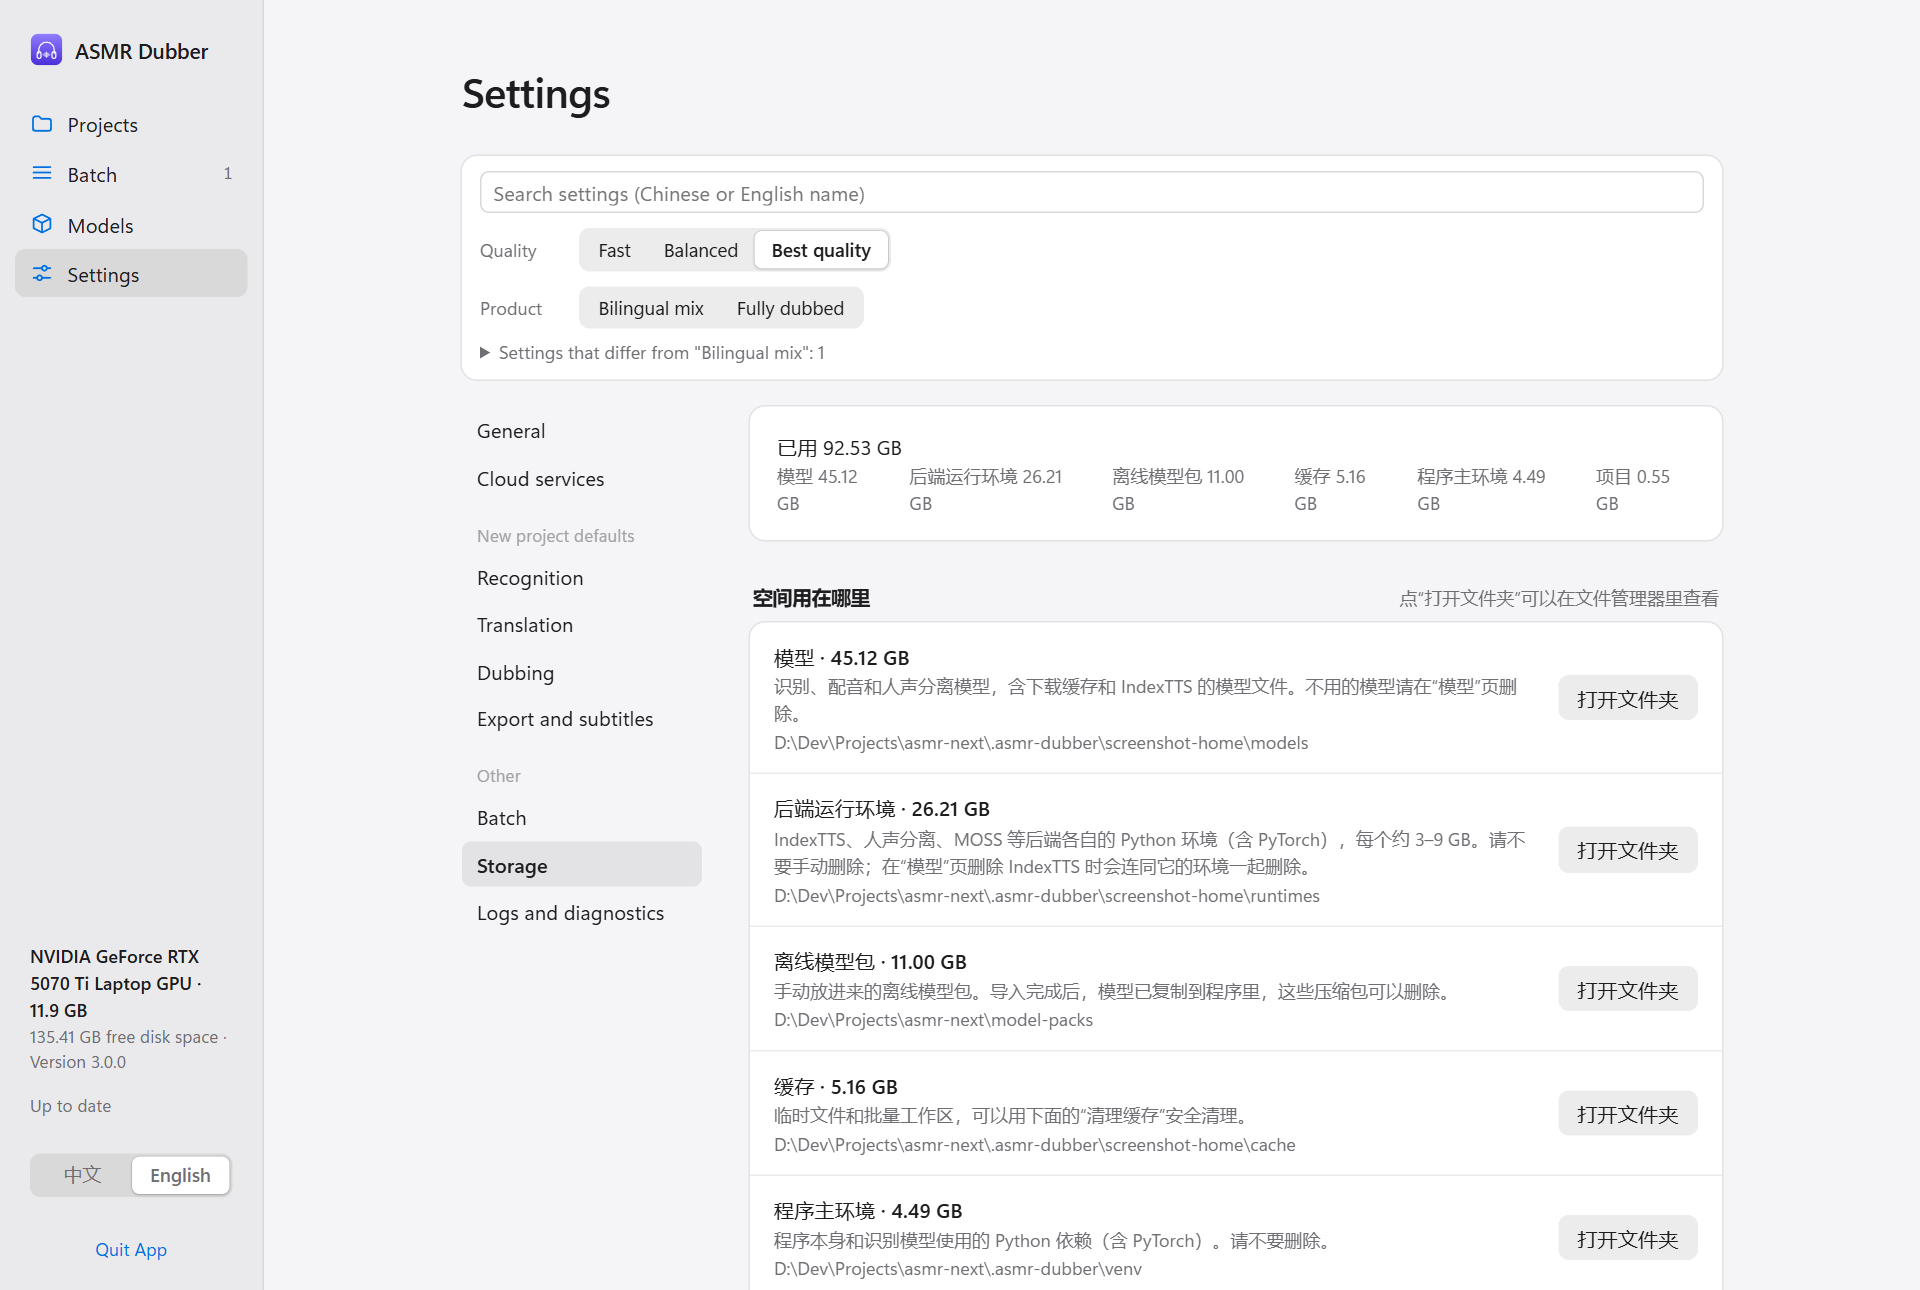 ASMR Dubber
Projects
Batch 1
Models
Settings
NVIDIA GeForce RTX
5070 Ti Laptop GPU ·
11.9 GB
135.41 GB free disk space ·
Version 3.0.0
Up to date
中文 English
Quit App
Settings
Search settings (Chinese or English name)
Quality Fast Balanced Best quality
Product Bilingual mix Fully dubbed
▶ Settings that differ from "Bilingual mix": 1
General
Cloud services
New project defaults
Recognition
Translation
Dubbing
Export and subtitles
Other
Batch
Storage
Logs and diagnostics
已用 92.53 GB
模型 45.12 GB
后端运行环境 26.21 GB
离线模型包 11.00 GB
缓存 5.16 GB
程序主环境 4.49 GB
项目 0.55 GB
空间用在哪里
点“打开文件夹”可以在文件管理器里查看
模型 · 45.12 GB
识别、配音和人声分离模型，含下载缓存和 IndexTTS 的模型文件。不用的模型请在“模型”页删
除。
D:\Dev\Projects\asmr-next\.asmr-dubber\screenshot-home\models
打开文件夹
后端运行环境 · 26.21 GB
IndexTTS、人声分离、MOSS 等后端各自的 Python 环境（含 PyTorch），每个约 3–9 GB。请不
要手动删除；在“模型”页删除 IndexTTS 时会连同它的环境一起删除。
D:\Dev\Projects\asmr-next\.asmr-dubber\screenshot-home\runtimes
打开文件夹
离线模型包 · 11.00 GB
手动放进来的离线模型包。导入完成后，模型已复制到程序里，这些压缩包可以删除。
D:\Dev\Projects\asmr-next\model-packs
打开文件夹
缓存 · 5.16 GB
临时文件和批量工作区，可以用下面的“清理缓存”安全清理。
D:\Dev\Projects\asmr-next\.asmr-dubber\screenshot-home\cache
打开文件夹
程序主环境 · 4.49 GB
程序本身和识别模型使用的 Python 依赖（含 PyTorch）。请不要删除。
D:\Dev\Projects\asmr-next\.asmr-dubber\venv
打开文件夹